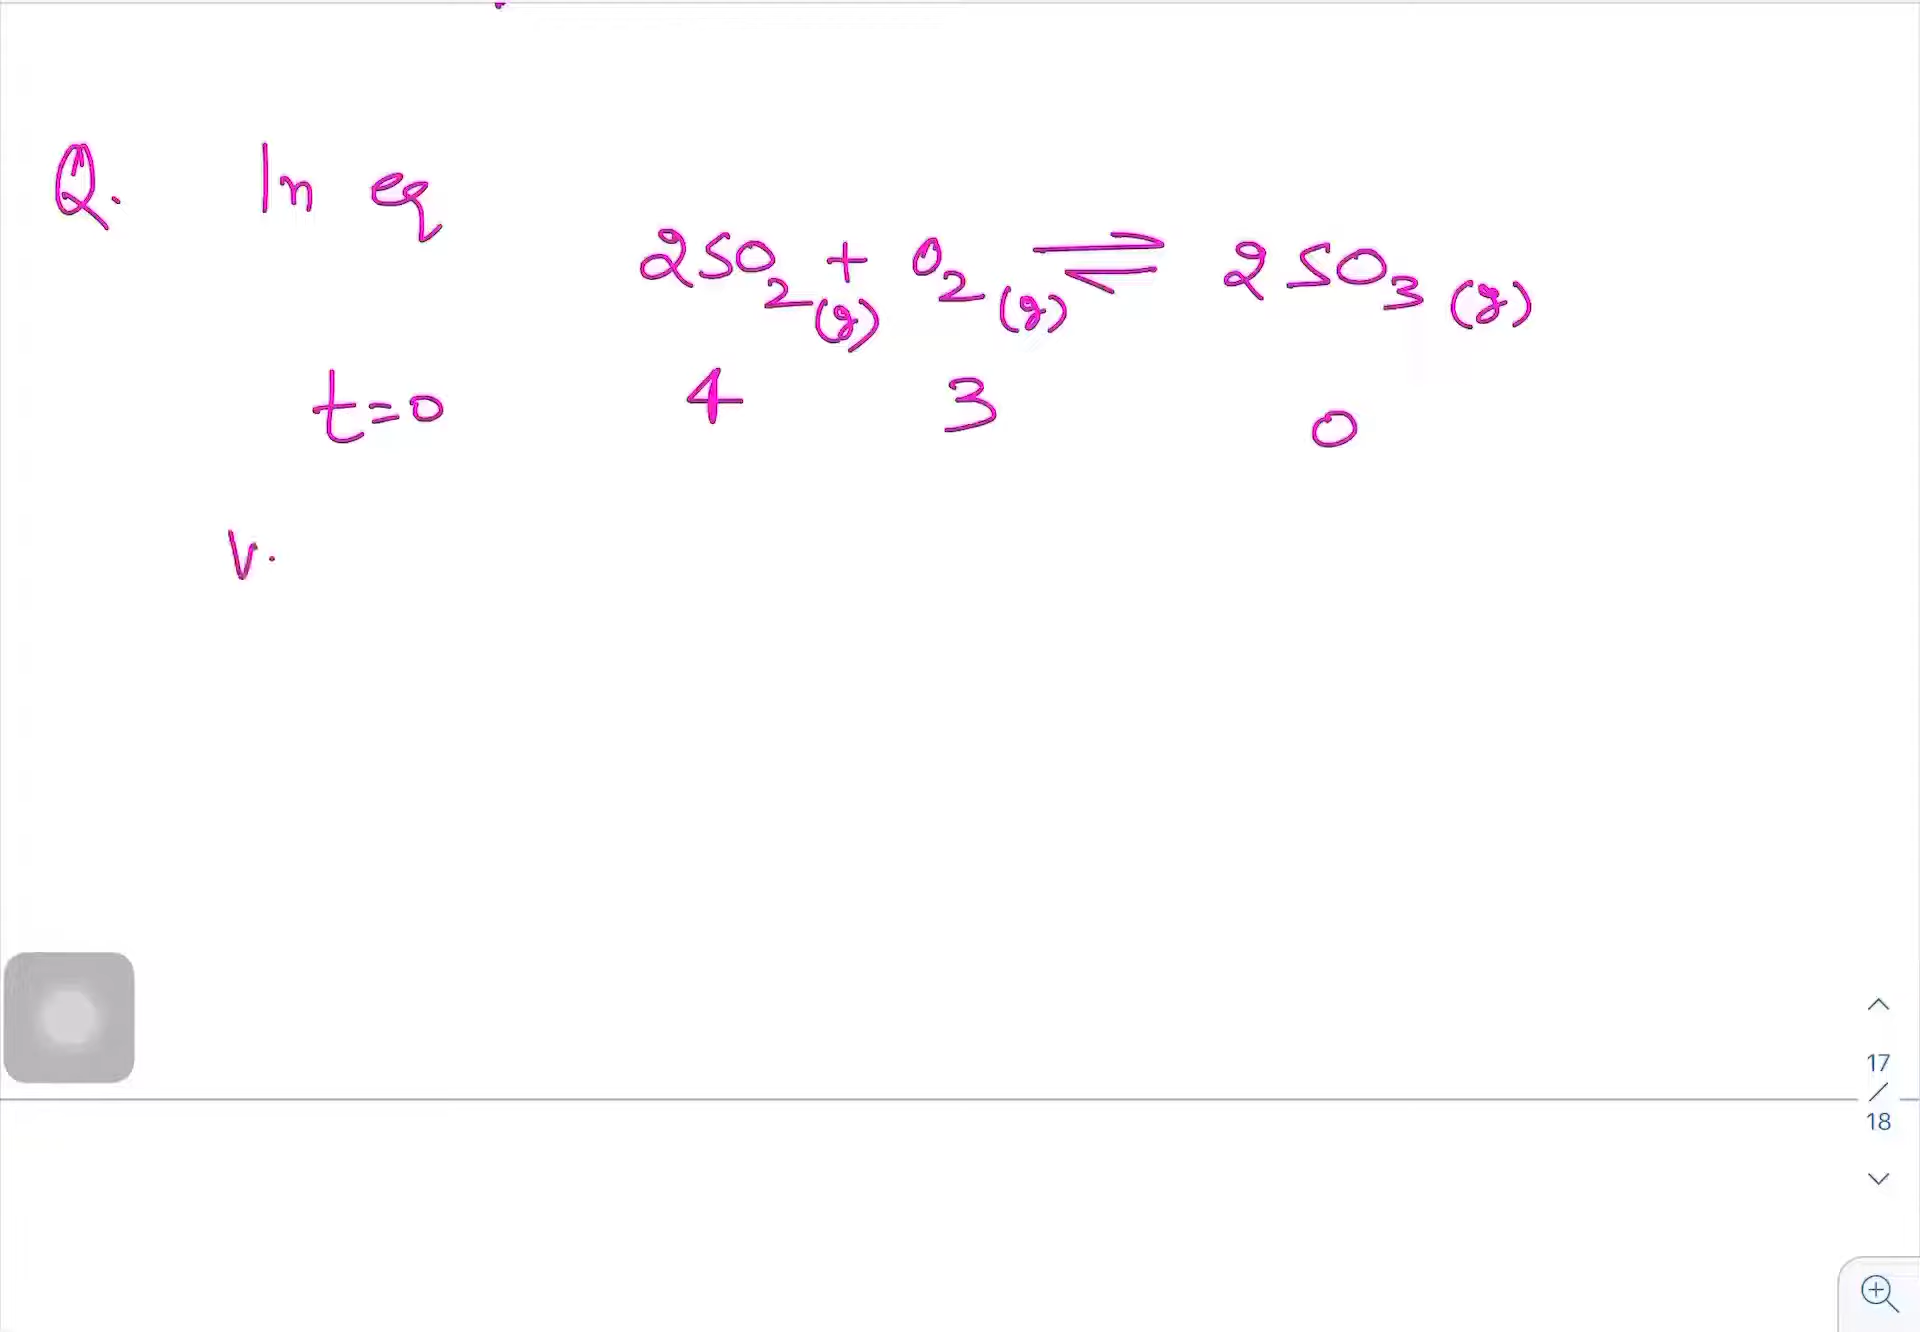 Q. In eq
2SO₂(g) + O₂(g) ⇌ 2SO₃(g)
t=0 4 3 0
V.
17
/
18